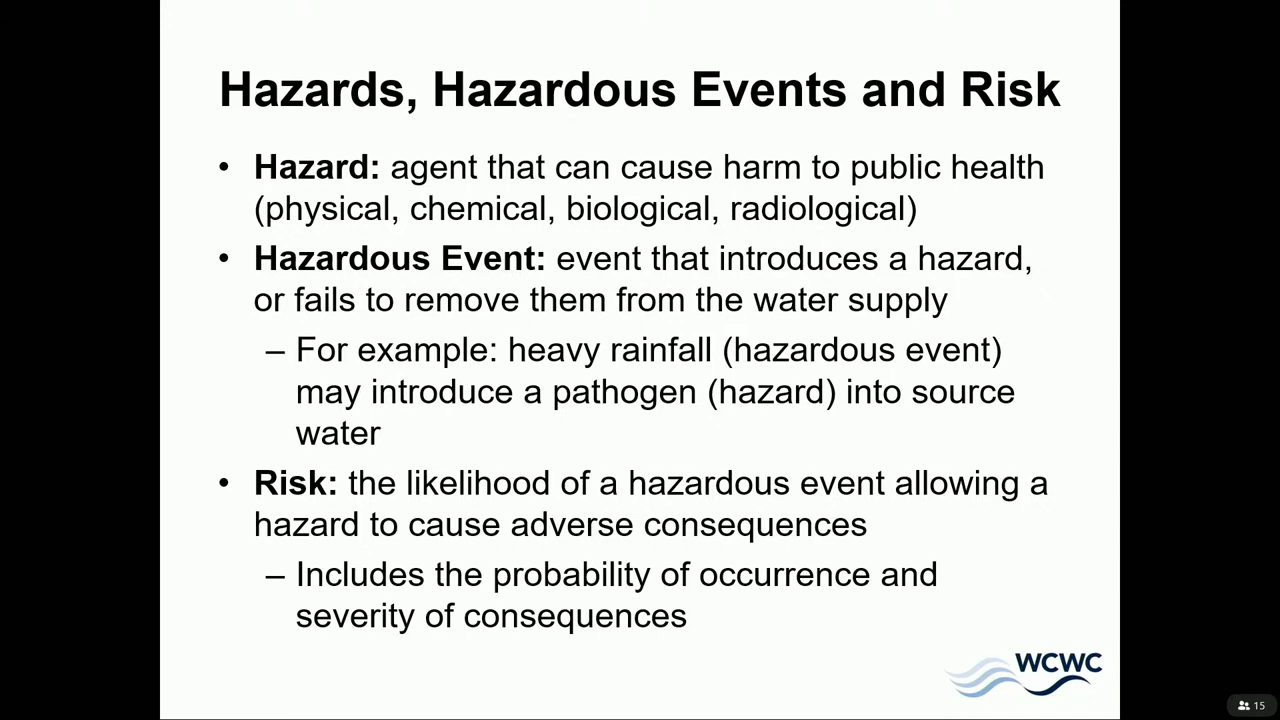 Hazards, Hazardous Events and Risk
• Hazard: agent that can cause harm to public health
(physical, chemical, biological, radiological)
• Hazardous Event: event that introduces a hazard,
or fails to remove them from the water supply
– For example: heavy rainfall (hazardous event)
may introduce a pathogen (hazard) into source
water
• Risk: the likelihood of a hazardous event allowing a
hazard to cause adverse consequences
– Includes the probability of occurrence and
severity of consequences
WCWC
15